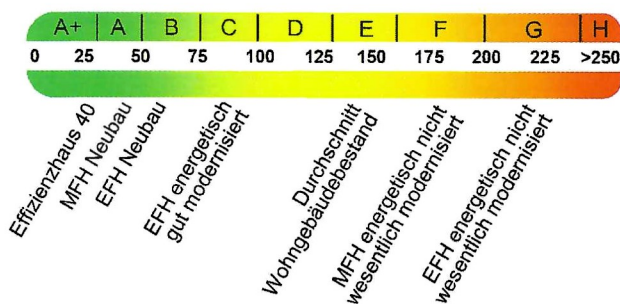 A+ A B C D E F G H
0 25 50 75 100 125 150 175 200 225 >250
Effizienzhaus 40
MFH Neubau
EFH Neubau
EFH energetisch
gut modernisiert
Durchschnitt
Wohngebäudebestand
MFH energetisch nicht
wesentlich modernisiert
EFH energetisch nicht
wesentlich modernisiert